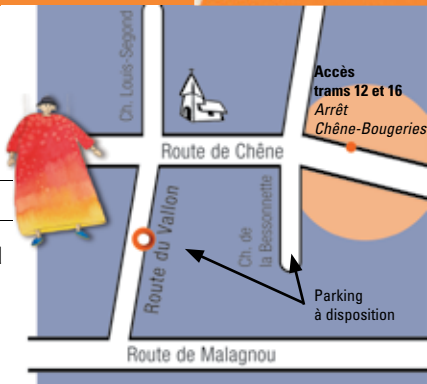 Ch. Louis-Segond
Accès
trams 12 et 16
Arrêt
Chêne-Bougeries
Route de Chêne
Route du Vallon
Ch. de
la Bessonnette
Parking
à disposition
Route de Malagnou